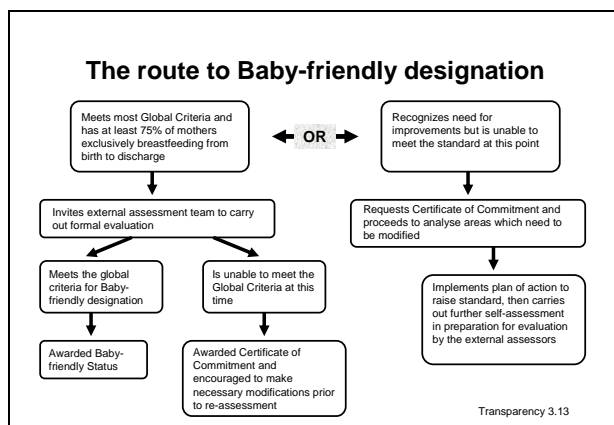 The route to Baby-friendly designation
Meets most Global Criteria and
has at least 75% of mothers
exclusively breastfeeding from
birth to discharge
OR
Recognizes need for
improvements but is unable to
meet the standard at this point
Invites external assessment team to carry
out formal evaluation
Requests Certificate of Commitment and
proceeds to analyse areas which need to
be modified
Meets the global
criteria for Baby-
friendly designation
Is unable to meet the
Global Criteria at this
time
Implements plan of action to
raise standard, then carries
out further self-assessment
in preparation for evaluation
by the external assessors
Awarded Baby-
friendly Status
Awarded Certificate of
Commitment and
encouraged to make
necessary modifications prior
to re-assessment
Transparency 3.13